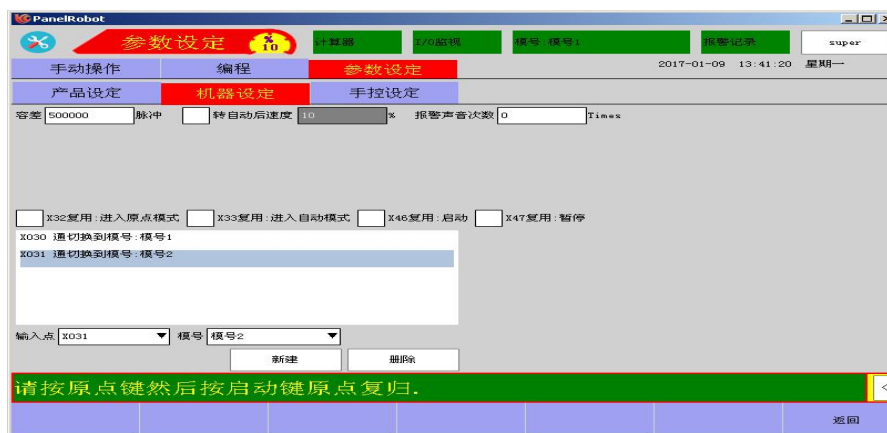 PanelRobot
参数设定 % 10 计算器 I/O监视 模号:模号1 报警记录 super
手动操作 编程 参数设定 2017-01-09 13:41:20 星期一
产品设定 机器设定 手控设定
容差 500000 脉冲 转自动后速度 10 % 报警声音次数 0 Times
X32复用:进入原点模式 X33复用:进入自动模式 X46复用:启动 X47复用:暂停
X030 通切换到模号:模号1
X031 通切换到模号:模号2
输入点 X031 模号 模号2
新建 删除
请按原点键然后按启动键原点复归. <
返回